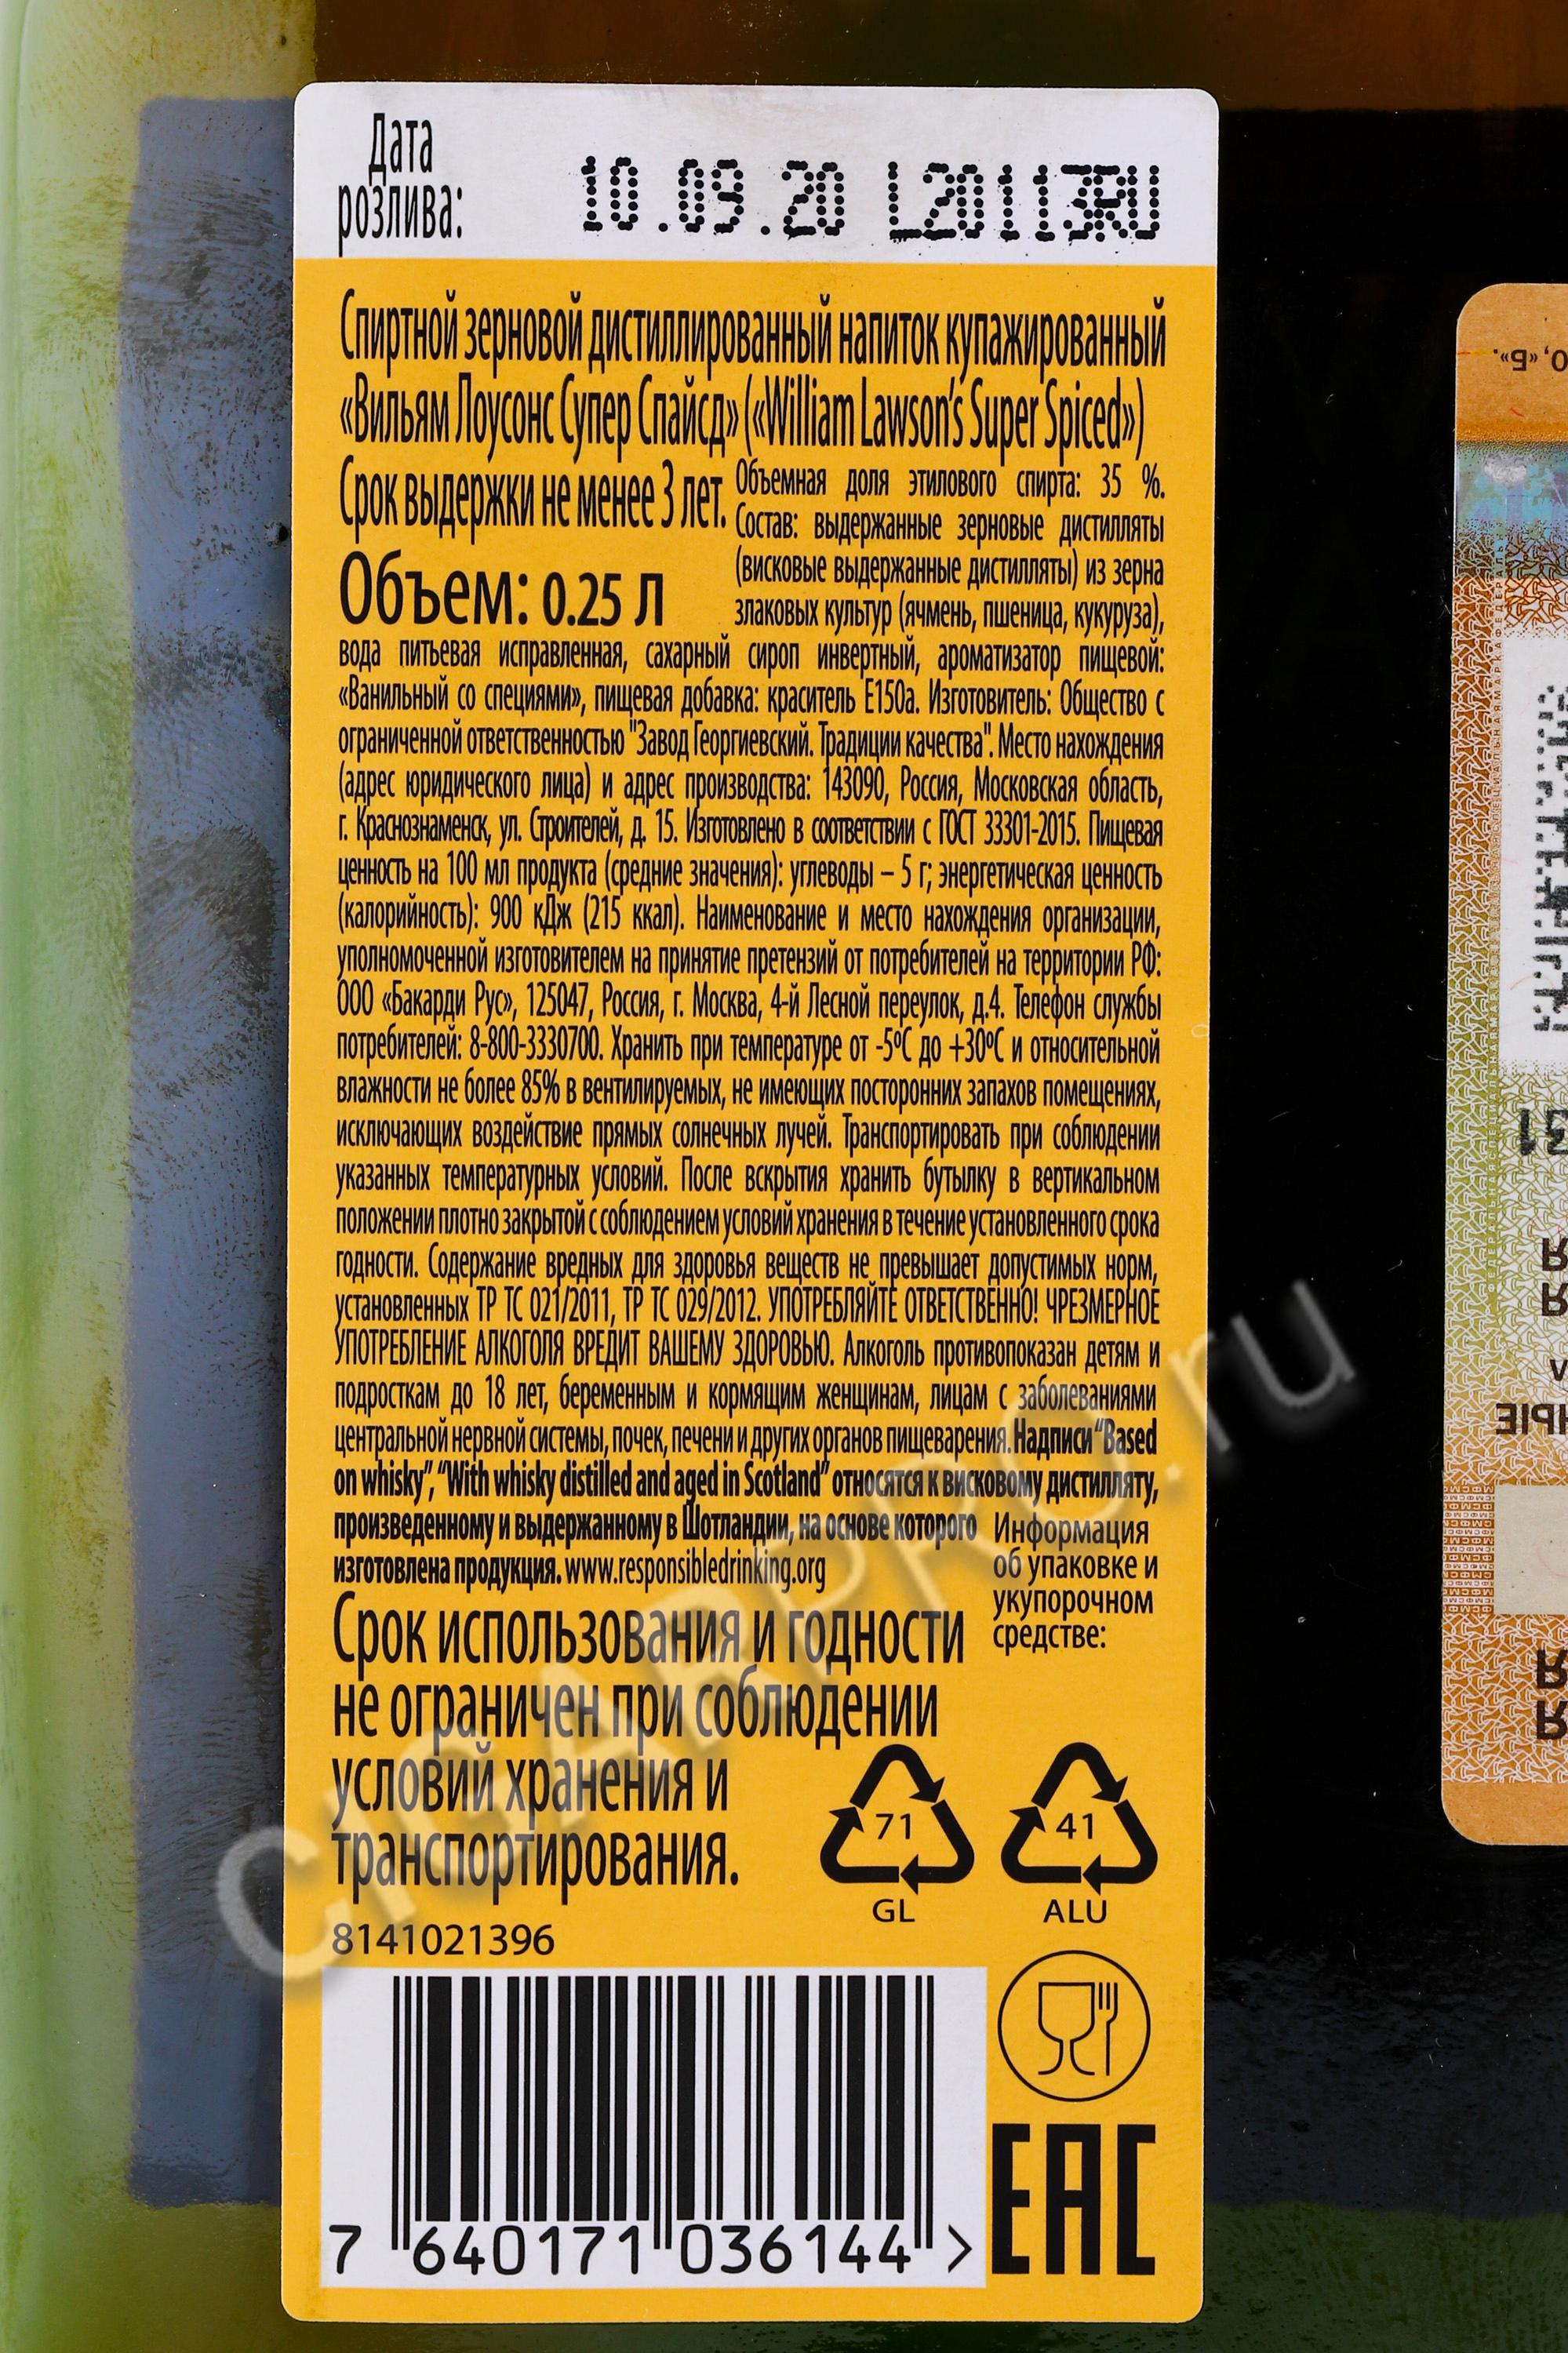 Дата
розлива:
10.09.20 L20113RU
Спиртной зерновой дистиллированный напиток купажированный
«Вильям Лоусонс Супер Спайсд» («William Lawson's Super Spiced»)
Срок выдержки не менее 3 лет.
Объем: 0.25 л
Объемная доля этилового спирта: 35 %.
Состав: выдержанные зерновые дистилляты
(висковые выдержанные дистилляты) из зерна
злаковых культур (ячмень, пшеница, кукуруза),
вода питьевая исправленная, сахарный сироп инвертный, ароматизатор пищевой:
«Ванильный со специями», пищевая добавка: краситель Е150а. Изготовитель: Общество с
ограниченной ответственностью "Завод Георгиевский. Традиции качества". Место нахождения
(адрес юридического лица) и адрес производства: 143090, Россия, Московская область,
г. Краснознаменск, ул. Строителей, д. 15. Изготовлено в соответствии с ГОСТ 33301-2015. Пищевая
ценность на 100 мл продукта (средние значения): углеводы – 5 г; энергетическая ценность
(калорийность): 900 кДж (215 ккал). Наименование и место нахождения организации,
уполномоченной изготовителем на принятие претензий от потребителей на территории РФ:
ООО «Бакарди Рус», 125047, Россия, г. Москва, 4-й Лесной переулок, д.4. Телефон службы
потребителей: 8-800-3330700. Хранить при температуре от -5ºС до +30ºС и относительной
влажности не более 85% в вентилируемых, не имеющих посторонних запахов помещениях,
исключающих воздействие прямых солнечных лучей. Транспортировать при соблюдении
указанных температурных условий. После вскрытия хранить бутылку в вертикальном
положении плотно закрытой с соблюдением условий хранения в течение установленного срока
годности. Содержание вредных для здоровья веществ не превышает допустимых норм,
установленных ТР ТС 021/2011, ТР ТС 029/2012. УПОТРЕБЛЯЙТЕ ОТВЕТСТВЕННО! ЧРЕЗМЕРНОЕ
УПОТРЕБЛЕНИЕ АЛКОГОЛЯ ВРЕДИТ ВАШЕМУ ЗДОРОВЬЮ. Алкоголь противопоказан детям и
подросткам до 18 лет, беременным и кормящим женщинам, лицам с заболеваниями
центральной нервной системы, почек, печени и других органов пищеварения. Надписи “Based
on whisky”, “With whisky distilled and aged in Scotland” относятся к висковому дистилляту,
произведенному и выдержанному в Шотландии, на основе которого
изготовлена продукция. www.responsibledrinking.org
Информация
об упаковке и
укупорочном
средстве:
Срок использования и годности
не ограничен при соблюдении
условий хранения и
транспортирования.
71
GL
41
ALU
8141021396
7 640171 036144 >
EAC
CIGARPRO.ru